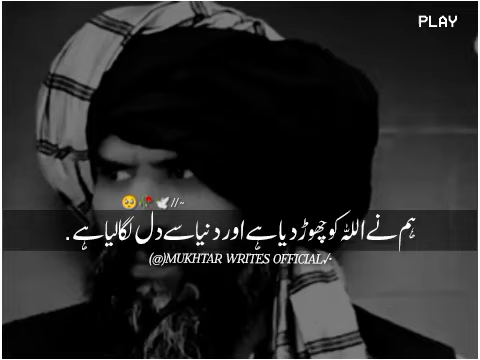 PLAY
🥺🥀🕊️//~
ہم نے اللہ کو چھوڑ دیا ہے اور دنیا سے دل لگا لیا ہے .
(@)MUKHTAR WRITES OFFICIAL√·